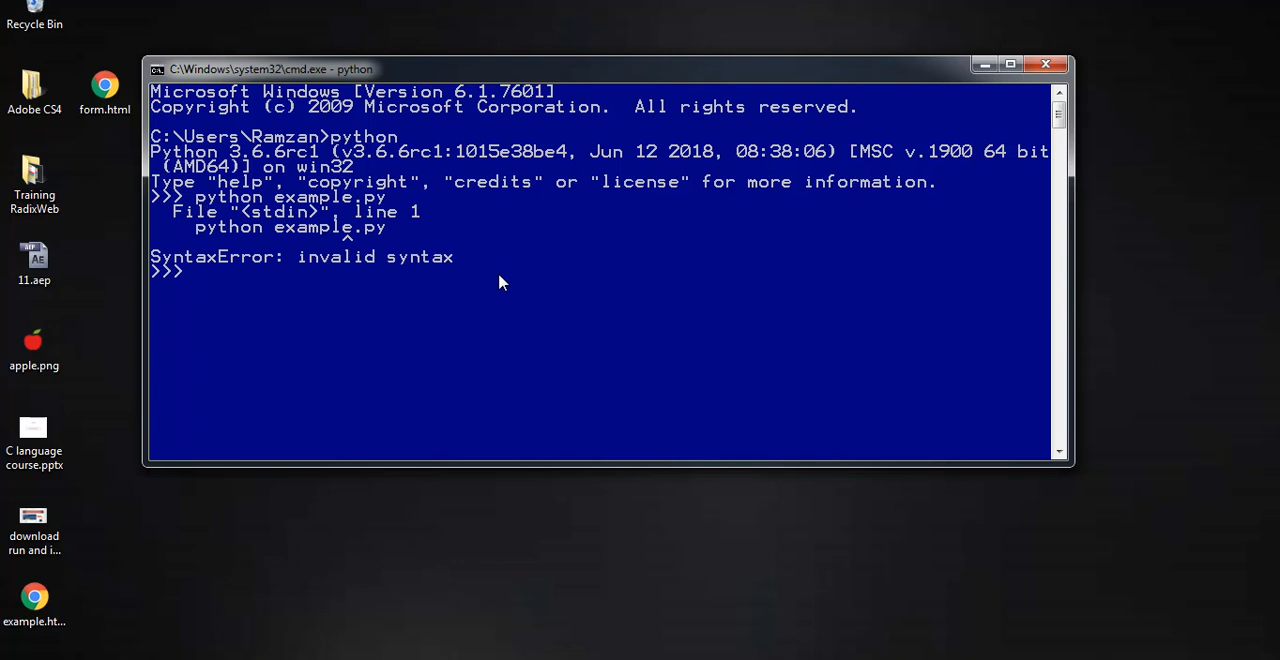 Recycle Bin
Adobe CS4
form.html
Training
RadixWeb
AEP
Ae
11.aep
apple.png
C language
course.pptx
download
run and i...
example.ht...
C:\Windows\system32\cmd.exe - python
Microsoft Windows [Version 6.1.7601]
Copyright (c) 2009 Microsoft Corporation.  All rights reserved.
C:\Users\Ramzan>python
Python 3.6.6rc1 (v3.6.6rc1:1015e38be4, Jun 12 2018, 08:38:06) [MSC v.1900 64 bit
(AMD64)] on win32
Type "help", "copyright", "credits" or "license" for more information.
>>> python example.py
  File "<stdin>", line 1
    python example.py
                 ^
SyntaxError: invalid syntax
>>>